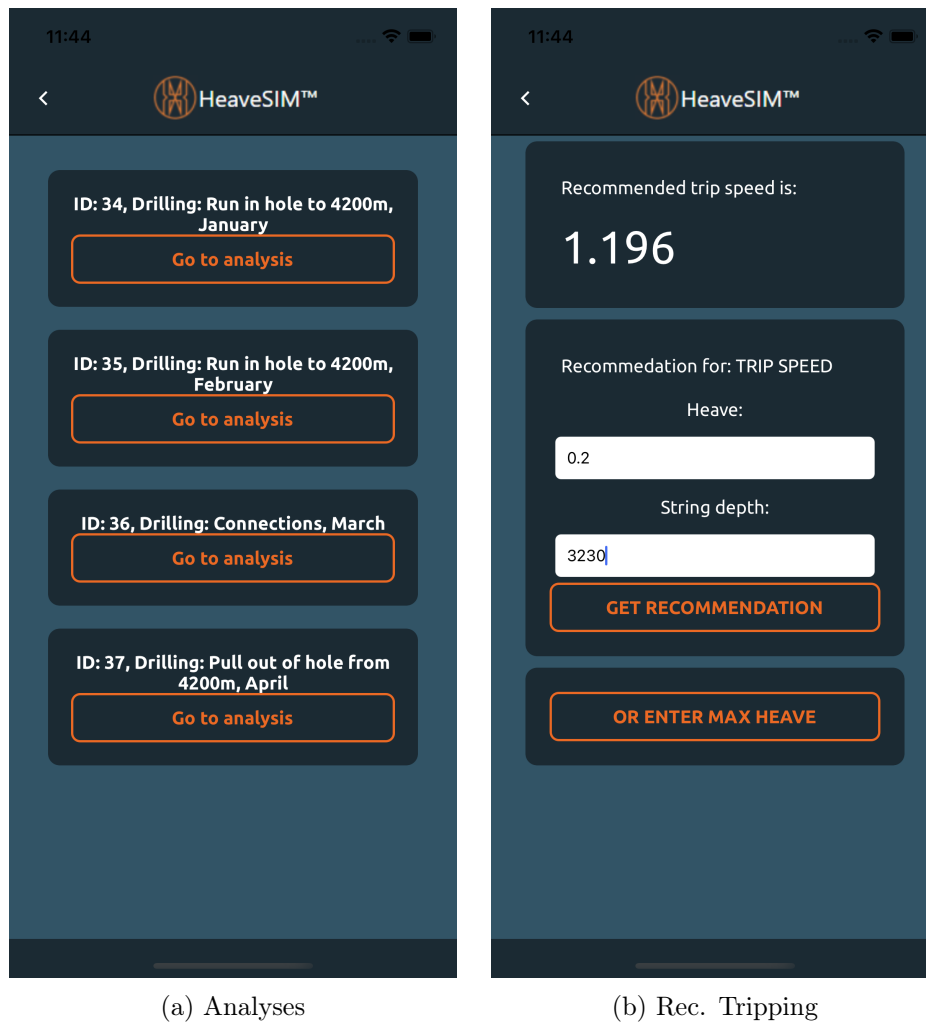 11:44
HeaveSIM™
ID: 34, Drilling: Run in hole to 4200m,
January
Go to analysis
ID: 35, Drilling: Run in hole to 4200m,
February
Go to analysis
ID: 36, Drilling: Connections, March
Go to analysis
ID: 37, Drilling: Pull out of hole from
4200m, April
Go to analysis
(a) Analyses
11:44
HeaveSIM™
Recommended trip speed is:
1.196
Recommedation for: TRIP SPEED
Heave:
0.2
String depth:
3230
GET RECOMMENDATION
OR ENTER MAX HEAVE
(b) Rec. Tripping